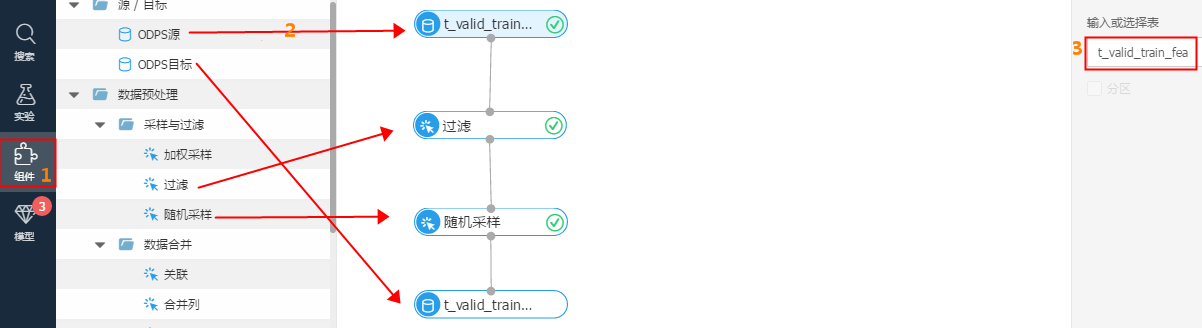 搜索
实验
组件 1
3
模型
源 / 目标
ODPS源
ODPS目标
数据预处理
采样与过滤
加权采样
过滤
随机采样
数据合并
关联
合并列
2
t_valid_train...
过滤
随机采样
t_valid_train...
输入或选择表
3
t_valid_train_fea
分区